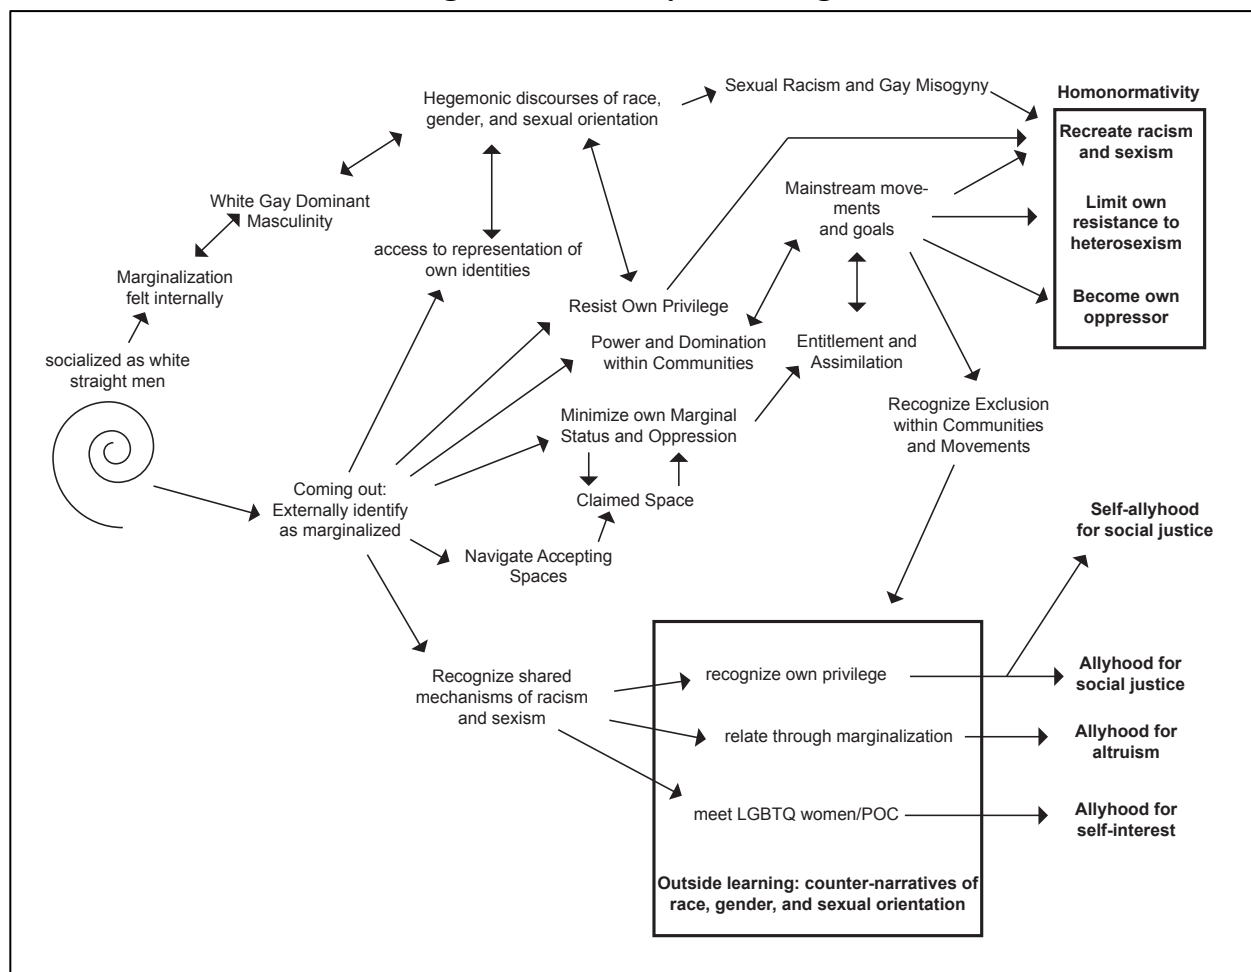 Sexual Racism and Gay Misogyny
Homonormativity
Hegemonic discourses of race,
gender, and sexual orientation
Recreate racism
and sexism
White Gay Dominant
Masculinity
Mainstream move-
ments
and goals
Limit own
resistance to
heterosexism
access to representation of
own identities
Marginalization
felt internally
Resist Own Privilege
Become own
oppressor
Power and Domination
within Communities
Entitlement and
Assimilation
socialized as white
straight men
Minimize own Marginal
Status and Oppression
Recognize Exclusion
within Communities
and Movements
Coming out:
Externally identify
as marginalized
Claimed Space
Navigate Accepting
Spaces
Self-allyhood
for social justice
Recognize shared
mechanisms of racism
and sexism
recognize own privilege
Allyhood for
social justice
relate through marginalization
Allyhood for
altruism
meet LGBTQ women/POC
Allyhood for
self-interest
Outside learning: counter-narratives of
race, gender, and sexual orientation